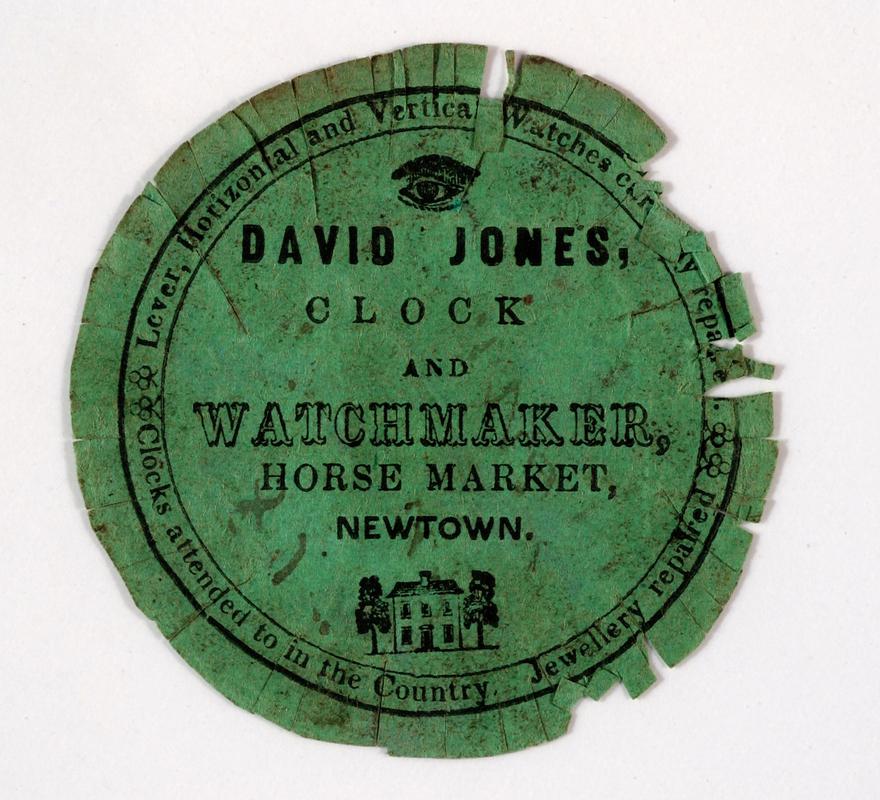 Lever, Horizontal and Vertical Watches repaired.
DAVID JONES,
CLOCK
AND
WATCHMAKER,
HORSE MARKET,
NEWTOWN.
Clocks attended to in the Country. Jewellery repaired